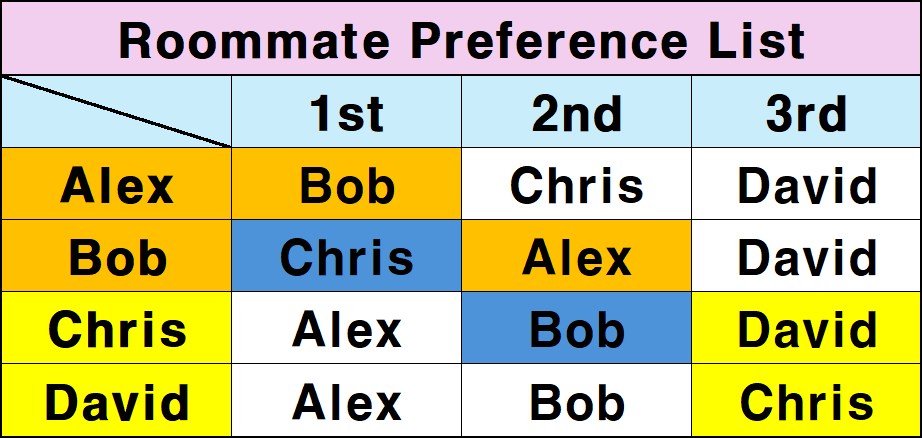 Roommate Preference List
1st 2nd 3rd
Alex Bob Chris David
Bob Chris Alex David
Chris Alex Bob David
David Alex Bob Chris